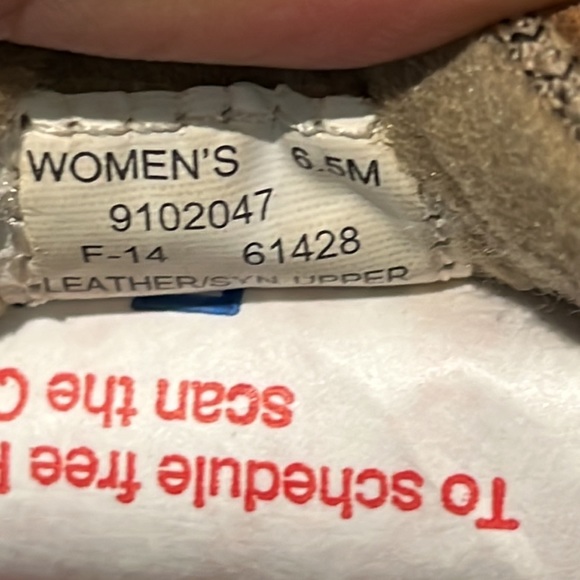 WOMEN'S 6.5M
9102047
F-14 61428
LEATHER/SYN UPPER
To schedule free
scan the